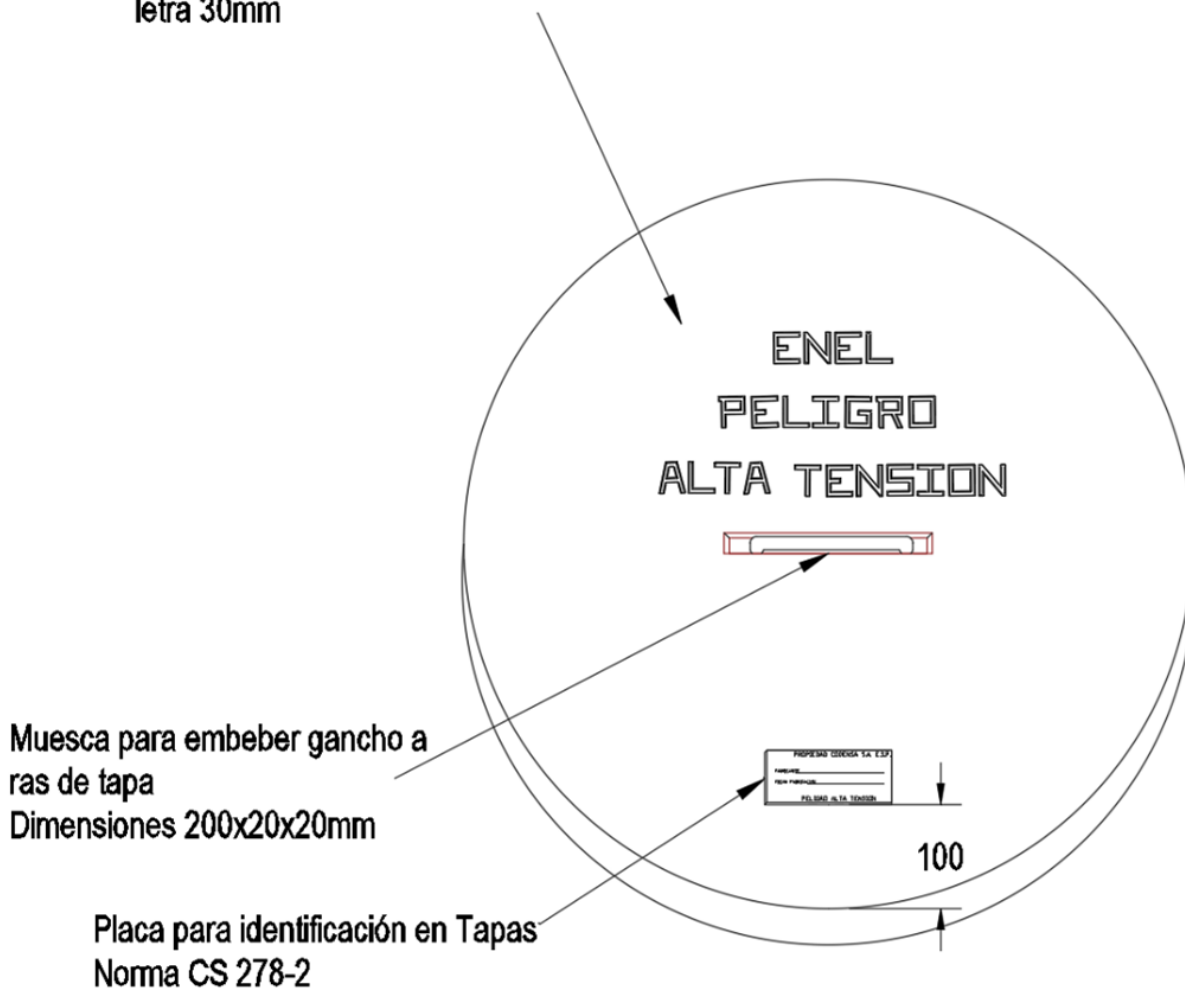 letra 30mm
ENEL
PELIGRO
ALTA TENSION
Muesca para embeber gancho a
ras de tapa
Dimensiones 200x20x20mm
PROPIEDAD CODENSA S.A. E.S.P.
PELIGRO ALTA TENSION
100
Placa para identificación en Tapas
Norma CS 278-2